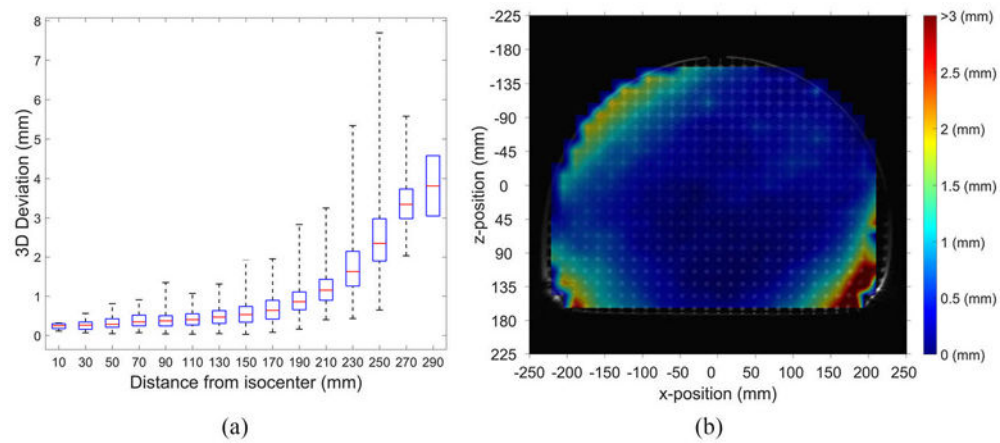 8
7
6
5
4
3
2
1
0
3D Deviation (mm)
10 30 50 70 90 110 130 150 170 190 210 230 250 270 290
Distance from isocenter (mm)
(a)
-225
-180
-135
-90
-45
0
45
90
135
180
225
z-position (mm)
-250 -200 -150 -100 -50 0 50 100 150 200 250
x-position (mm)
>3 (mm)
2.5 (mm)
2 (mm)
1.5 (mm)
1 (mm)
0.5 (mm)
0 (mm)
(b)